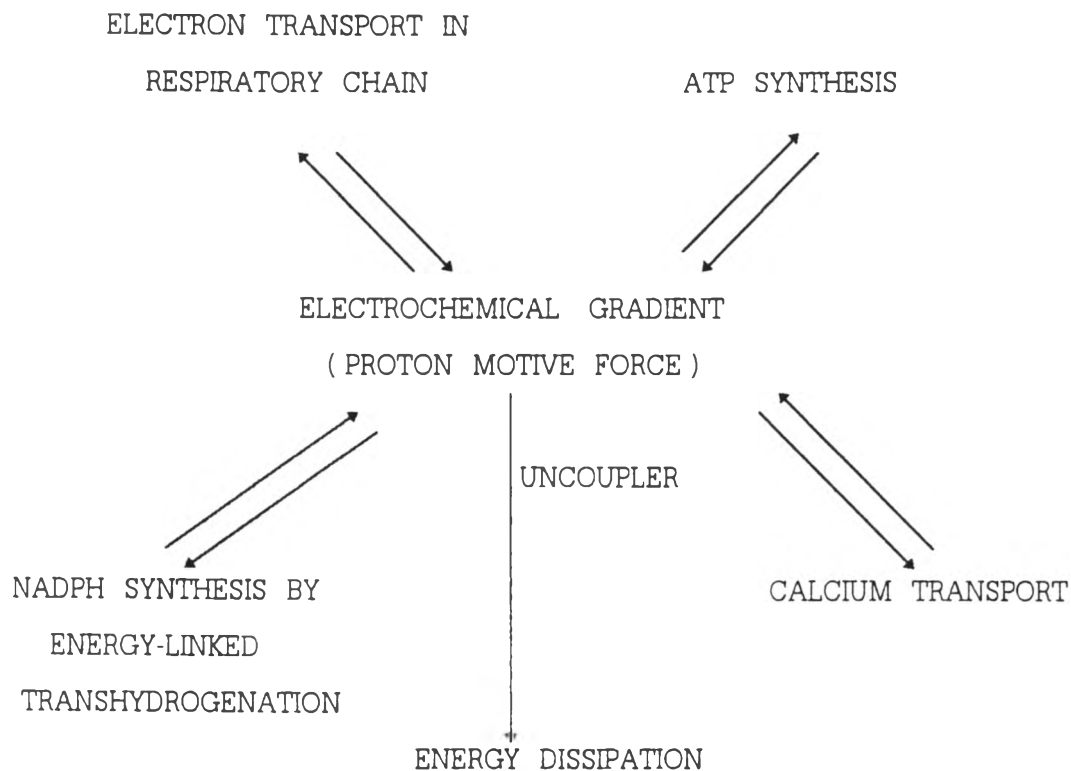 ELECTRON TRANSPORT IN
RESPIRATORY CHAIN
ATP SYNTHESIS
ELECTROCHEMICAL GRADIENT
( PROTON MOTIVE FORCE )
UNCOUPLER
NADPH SYNTHESIS BY
ENERGY-LINKED
TRANSHYDROGENATION
CALCIUM TRANSPORT
ENERGY DISSIPATION